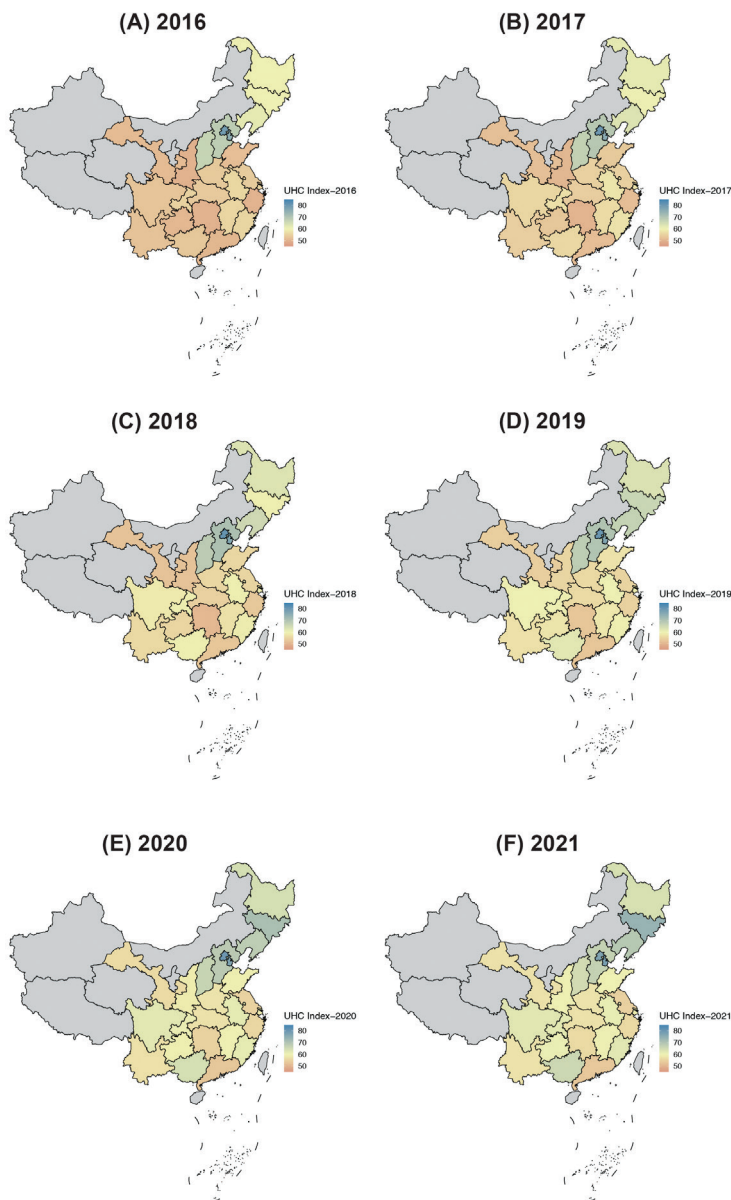 (A) 2016
(B) 2017
UHC Index-2016
80
70
60
50
UHC Index-2017
80
70
60
50
(C) 2018
(D) 2019
UHC Index-2018
80
70
60
50
UHC Index-2019
80
70
60
50
(E) 2020
(F) 2021
UHC Index-2020
80
70
60
50
UHC Index-2021
80
70
60
50